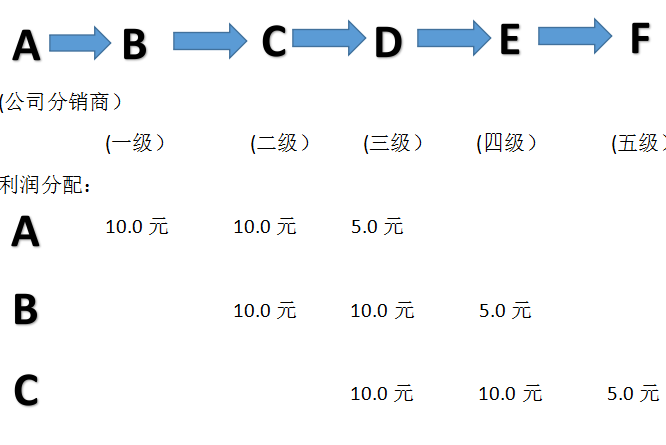 A B C D E F
(公司分销商）
(一级） (二级） (三级） (四级） (五级）
利润分配：
A 10.0 元 10.0 元 5.0 元
B 10.0 元 10.0 元 5.0 元
C 10.0 元 10.0 元 5.0 元